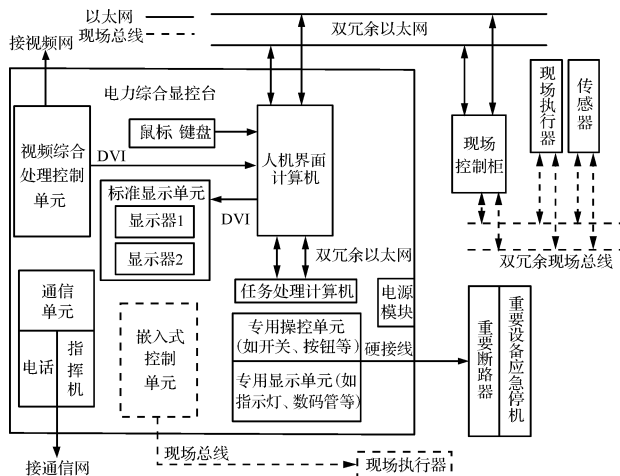 以太网
现场总线
双冗余以太网
接视频网
电力综合显控台
视频综合
处理控制
单元
鼠标 键盘
DVI
人机界面
计算机
标准显示单元
显示器1
显示器2
DVI
双冗余以太网
任务处理计算机
电源
模块
通信
单元
电话
指挥机
嵌入式
控制
单元
专用操控单元
(如开关、按钮等)
专用显示单元(如
指示灯、数码管等)
硬接线
重要断路器
重要设备应急停机
现场
控制柜
现场执行器
传感器
双冗余现场总线
接通信网
现场总线
现场执行器